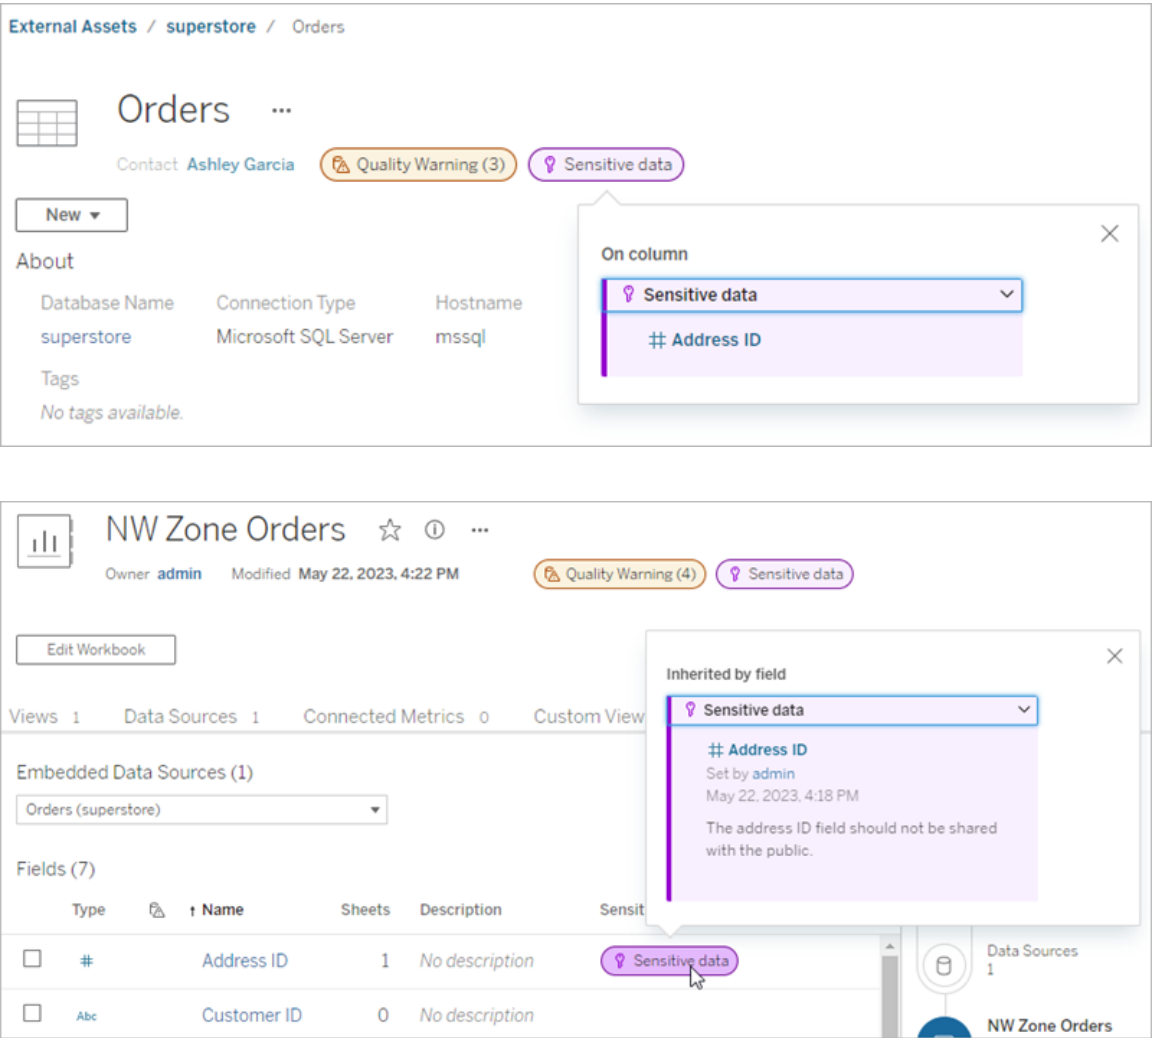 External Assets / superstore / Orders
Orders ...
Contact Ashley Garcia Quality Warning (3) Sensitive data
New
On column
About
Sensitive data
Database Name Connection Type Hostname
superstore Microsoft SQL Server mssql
# Address ID
Tags
No tags available.
NW Zone Orders ...
Owner admin Modified May 22, 2023, 4:22 PM Quality Warning (4) Sensitive data
Edit Workbook
Inherited by field
Views 1 Data Sources 1 Connected Metrics 0 Custom View
Sensitive data
# Address ID
Set by admin
May 22, 2023, 4:18 PM
The address ID field should not be shared
with the public.
Embedded Data Sources (1)
Orders (superstore)
Fields (7)
Type ↑ Name Sheets Description Sensit
# Address ID 1 No description Sensitive data
Abc Customer ID 0 No description
Data Sources
1
NW Zone Orders